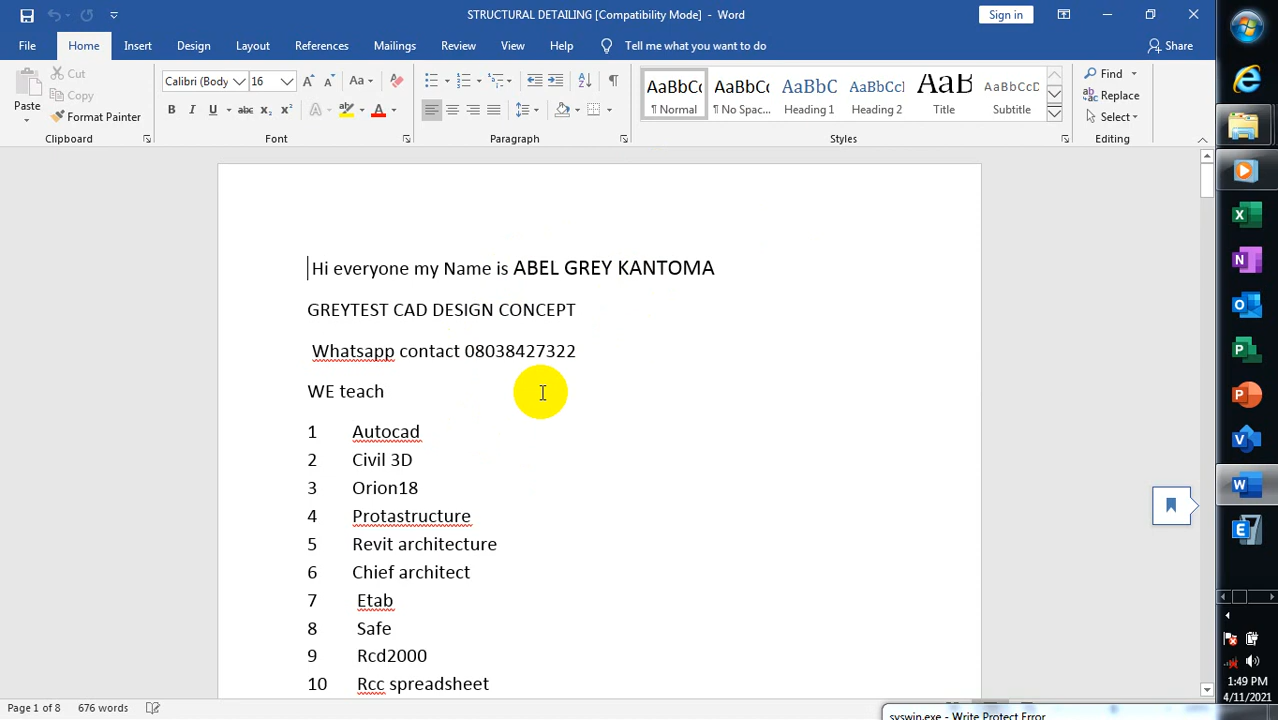 STRUCTURAL DETAILING [Compatibility Mode] - Word
Sign in
File Home Insert Design Layout References Mailings Review View Help Tell me what you want to do Share
Paste
Cut
Copy
Format Painter
Clipboard
Calibri (Body 16
Font
Paragraph
AaBbC
¶ Normal
AaBbCc
¶ No Spac...
AaBbC
Heading 1
AaBbCcI
Heading 2
AaB
Title
AaBbCcD
Subtitle
Styles
Find
Replace
Select
Editing
Hi everyone my Name is ABEL GREY KANTOMA
GREYTEST CAD DESIGN CONCEPT
Whatsapp contact 08038427322
WE teach
1 Autocad
2 Civil 3D
3 Orion18
4 Protastructure
5 Revit architecture
6 Chief architect
7 Etab
8 Safe
9 Rcd2000
10 Rcc spreadsheet
Page 1 of 8 676 words
syswin.exe - Write Protect Error
1:49 PM
4/11/2021